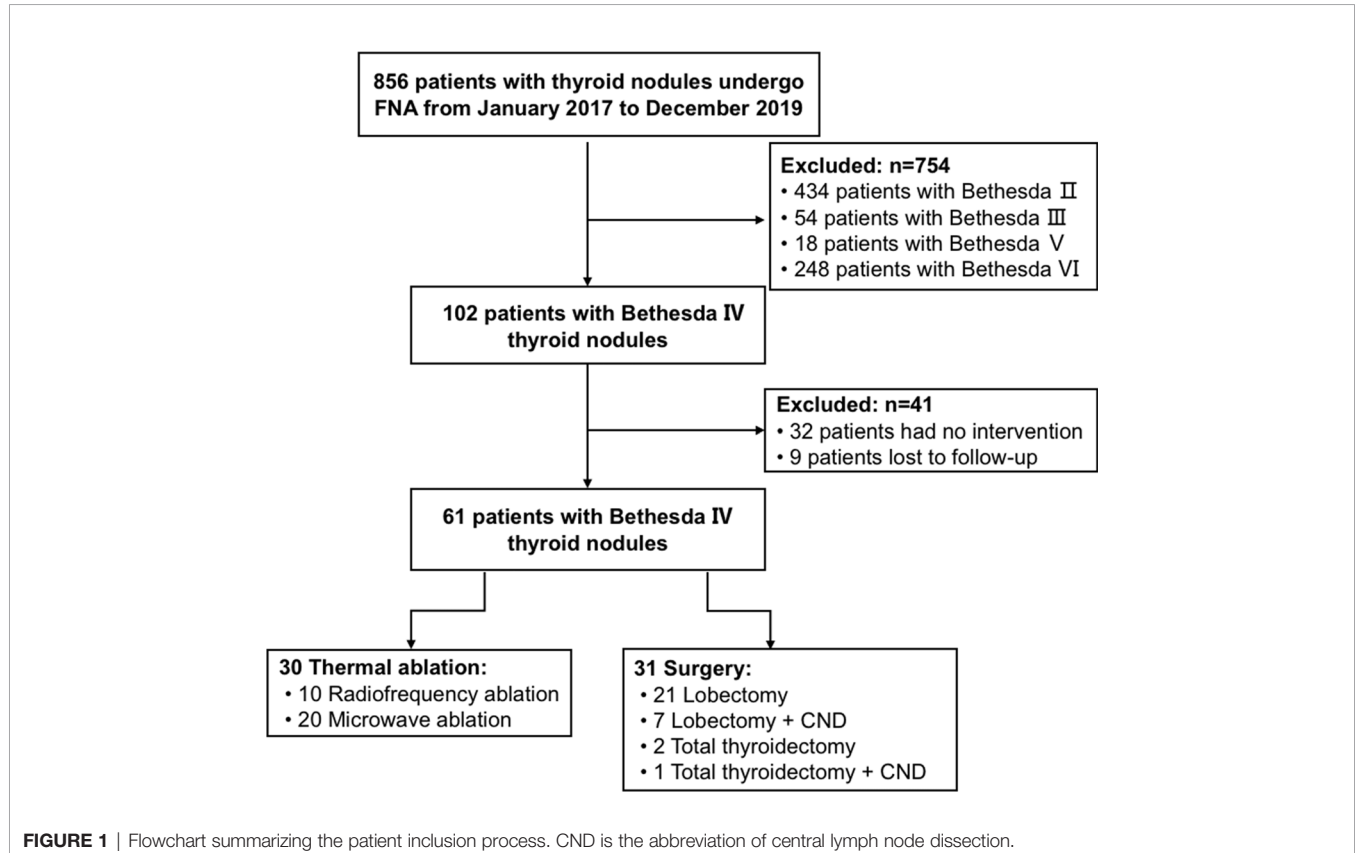 856 patients with thyroid nodules undergo
FNA from January 2017 to December 2019
Excluded: n=754
• 434 patients with Bethesda Ⅱ
• 54 patients with Bethesda Ⅲ
• 18 patients with Bethesda Ⅴ
• 248 patients with Bethesda Ⅵ
102 patients with Bethesda Ⅳ
thyroid nodules
Excluded: n=41
• 32 patients had no intervention
• 9 patients lost to follow-up
61 patients with Bethesda Ⅳ
thyroid nodules
30 Thermal ablation:
• 10 Radiofrequency ablation
• 20 Microwave ablation
31 Surgery:
• 21 Lobectomy
• 7 Lobectomy + CND
• 2 Total thyroidectomy
• 1 Total thyroidectomy + CND
FIGURE 1 | Flowchart summarizing the patient inclusion process. CND is the abbreviation of central lymph node dissection.